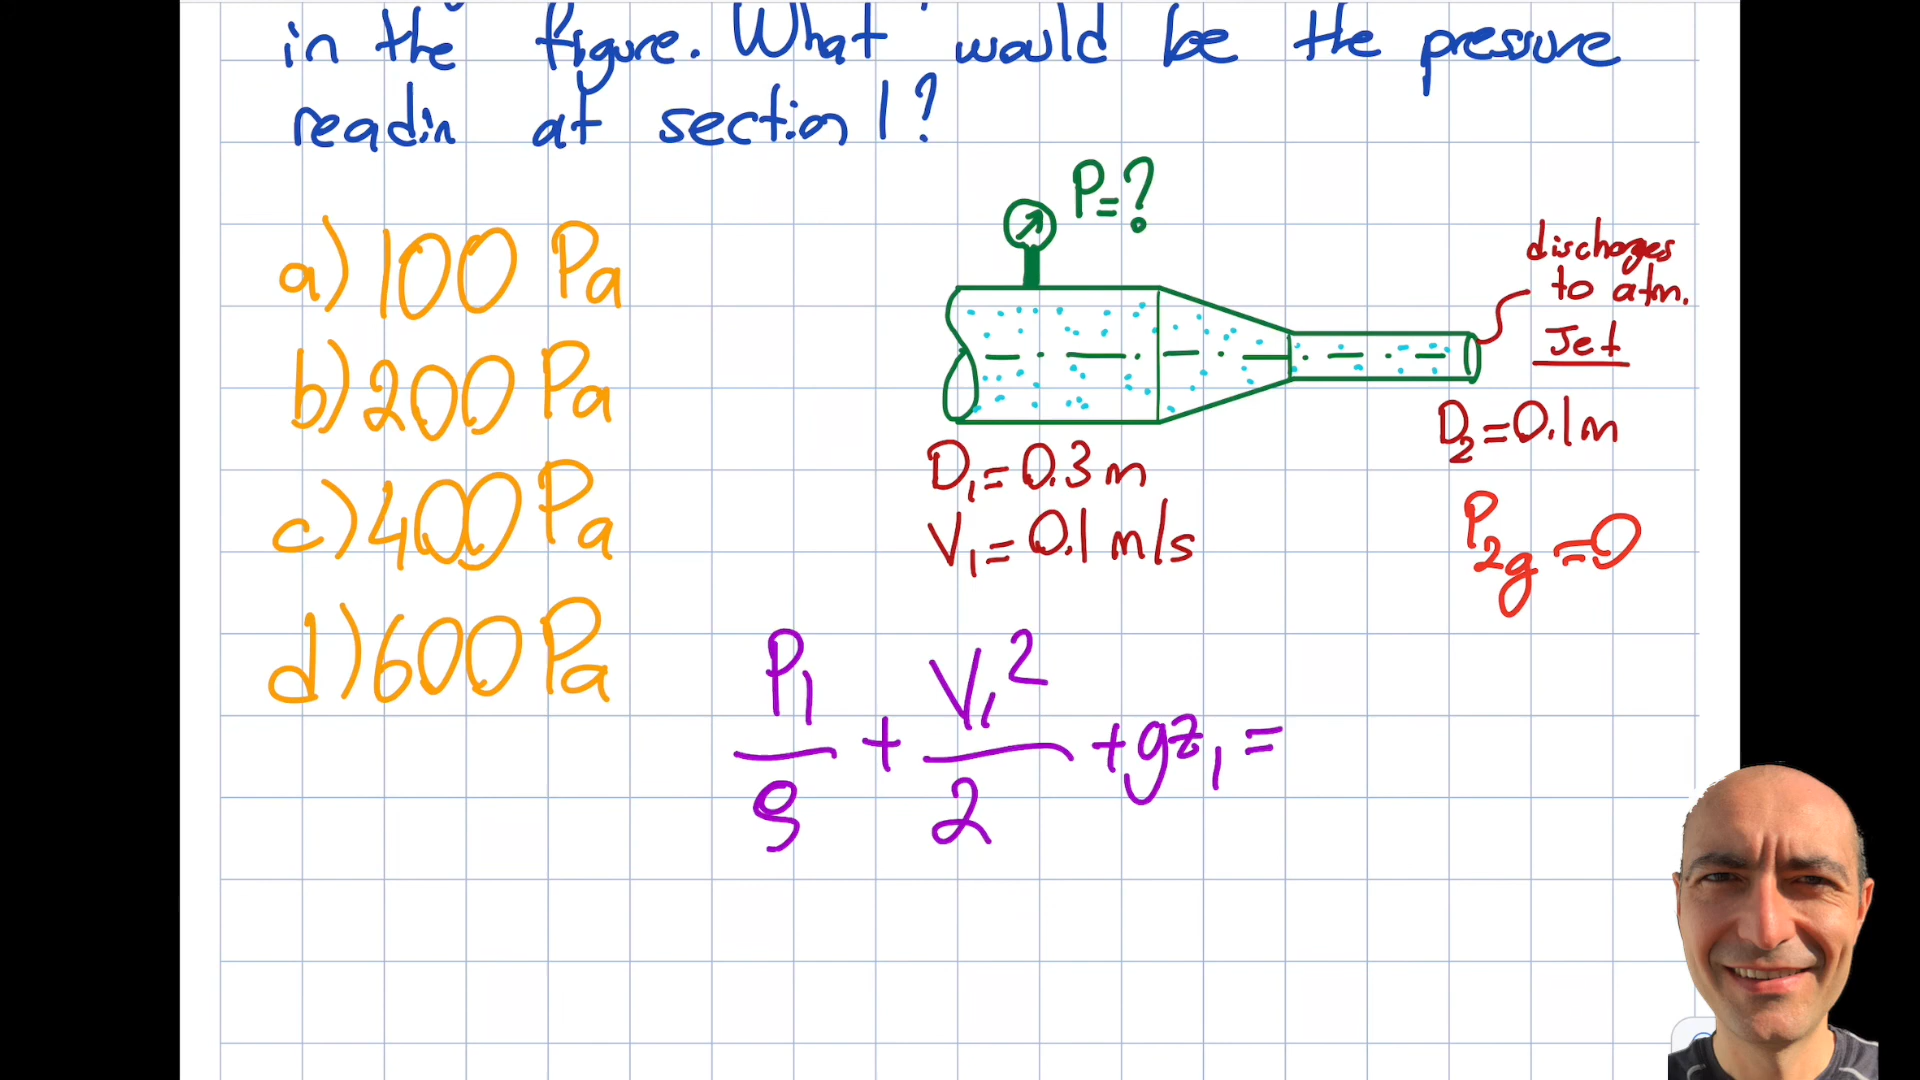 in the figure. What would be the pressure
readin at section 1?
P=?
discharges
to atm.
Jet
a) 100 Pa
b) 200 Pa
c) 400 Pa
d) 600 Pa
D₁=0.3 m
V₁=0.1 m/s
D₂=0.1m
P₂g=0
P₁/ρ + V₁²/2 + gz₁ =